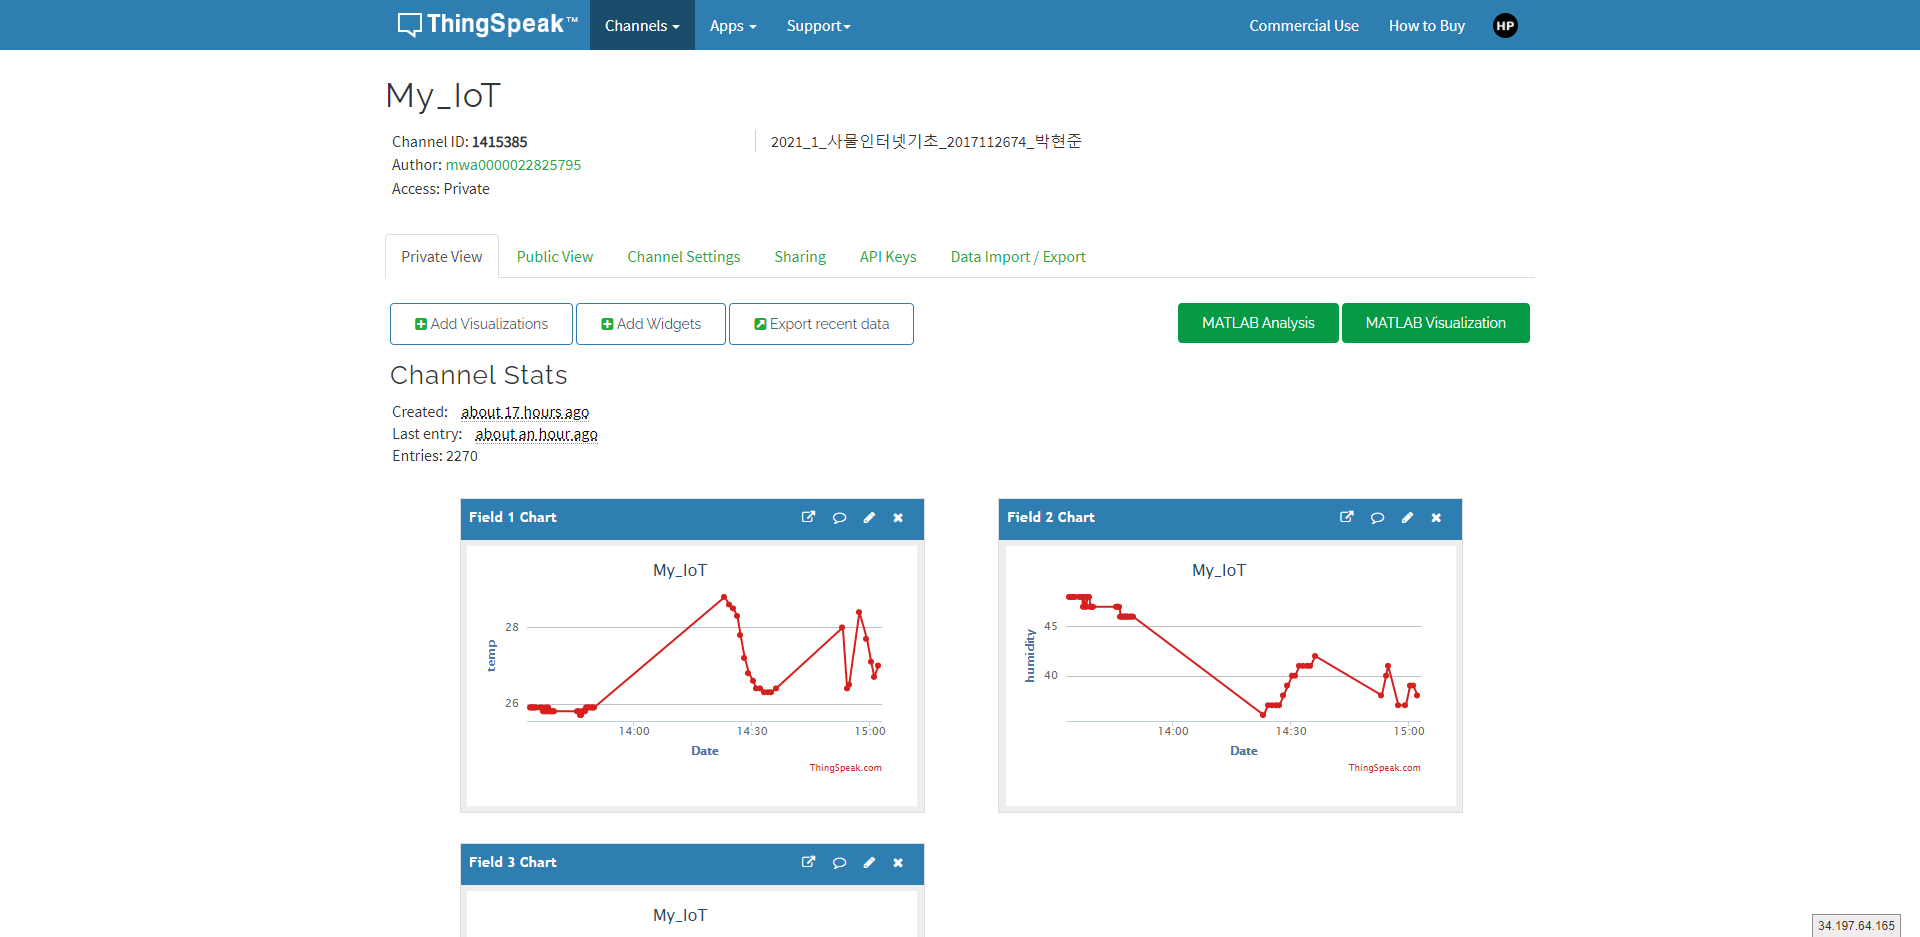 ThingSpeak™ Channels Apps Support Commercial Use How to Buy HP
My_IoT
Channel ID: 1415385
Author: mwa0000022825795
Access: Private
2021_1_사물인터넷기초_2017112674_박현준
Private View Public View Channel Settings Sharing API Keys Data Import / Export
Add Visualizations Add Widgets Export recent data MATLAB Analysis MATLAB Visualization
Channel Stats
Created: about 17 hours ago
Last entry: about an hour ago
Entries: 2270
Field 1 Chart
My_IoT
temp
28
26
14:00 14:30 15:00
Date
ThingSpeak.com
Field 2 Chart
My_IoT
humidity
45
40
14:00 14:30 15:00
Date
ThingSpeak.com
Field 3 Chart
My_IoT
34.197.64.165